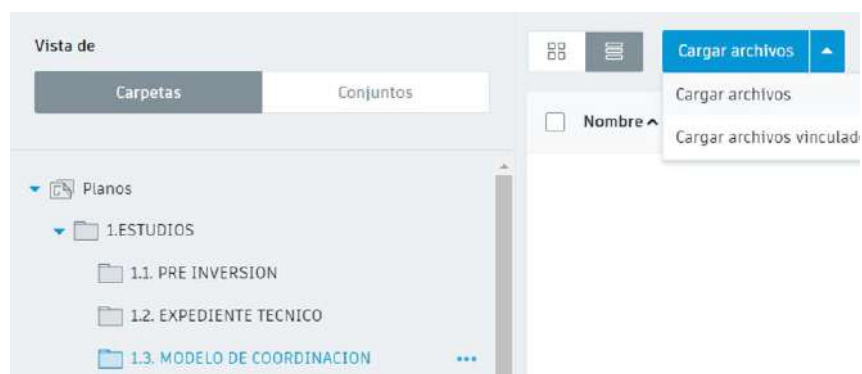 Vista de
Carpetas
Conjuntos
Planos
1.ESTUDIOS
1.1. PRE INVERSION
1.2. EXPEDIENTE TECNICO
1.3. MODELO DE COORDINACION
Cargar archivos
Cargar archivos
Cargar archivos vinculad
Nombre